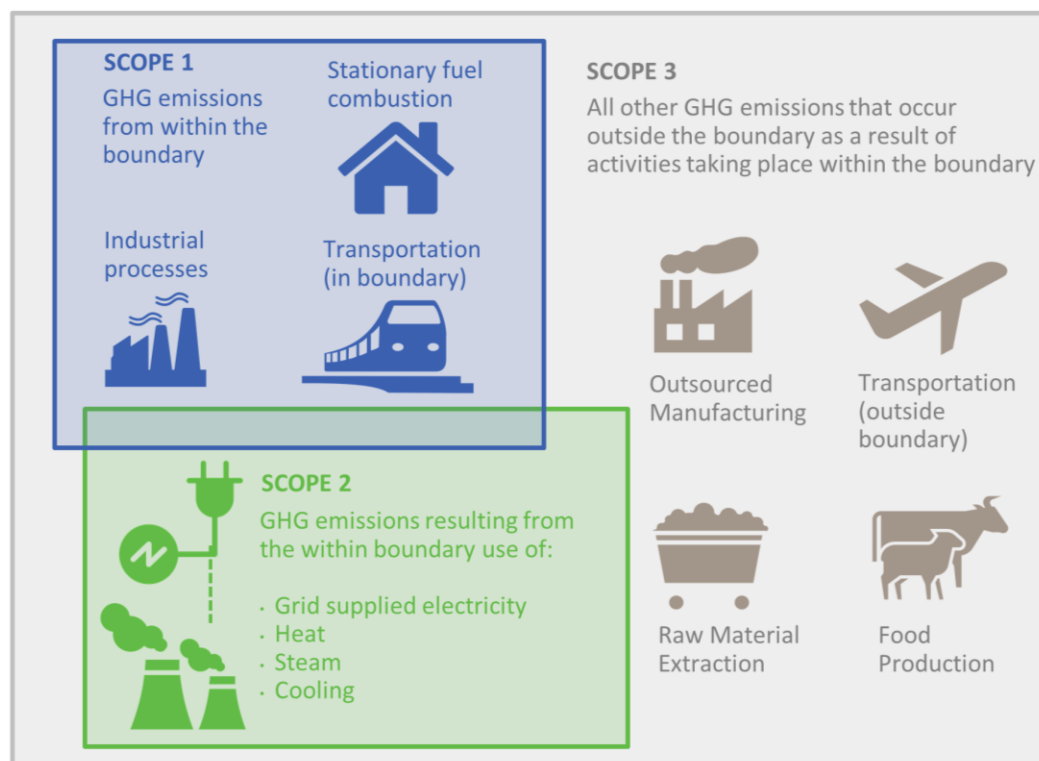 SCOPE 1
GHG emissions
from within the
boundary
Stationary fuel
combustion
Industrial
processes
Transportation
(in boundary)
SCOPE 2
GHG emissions resulting from
the within boundary use of:
· Grid supplied electricity
· Heat
· Steam
· Cooling
SCOPE 3
All other GHG emissions that occur
outside the boundary as a result of
activities taking place within the boundary
Outsourced
Manufacturing
Transportation
(outside
boundary)
Raw Material
Extraction
Food
Production